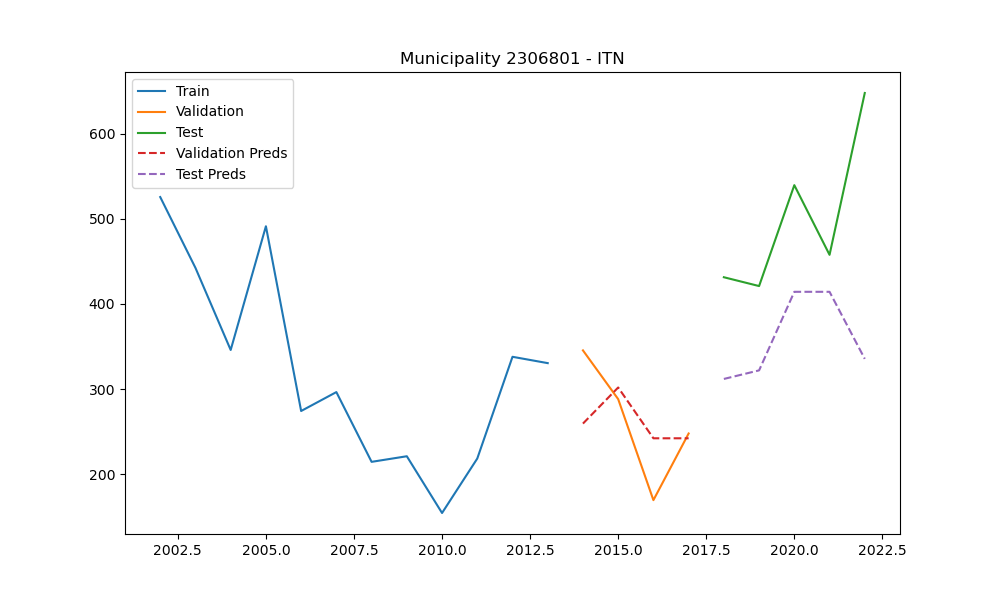 Municipality 2306801 - ITN
Train
Validation
Test
Validation Preds
Test Preds
600
500
400
300
200
2002.5 2005.0 2007.5 2010.0 2012.5 2015.0 2017.5 2020.0 2022.5